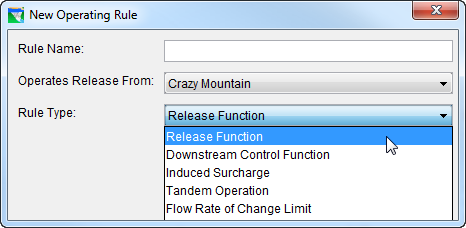 New Operating Rule
Rule Name:
Operates Release From: Crazy Mountain
Rule Type: Release Function
Release Function
Downstream Control Function
Induced Surcharge
Tandem Operation
Flow Rate of Change Limit